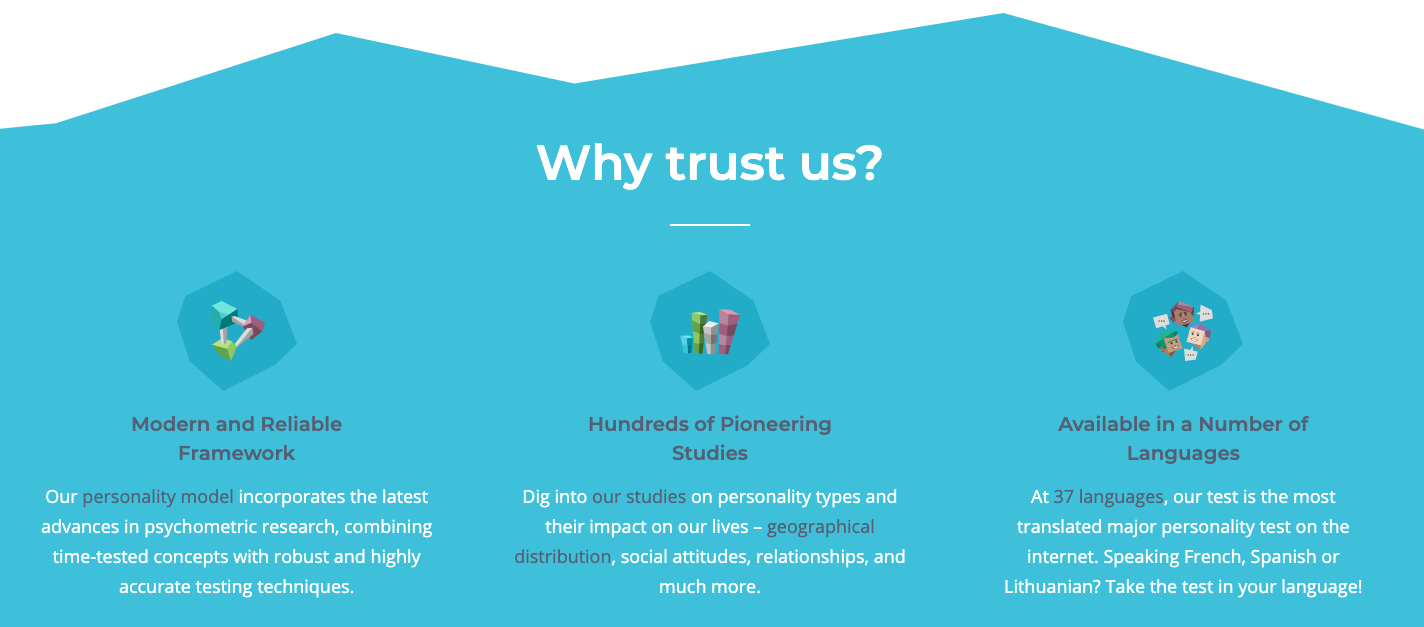 Why trust us?
Modern and Reliable
Framework
Our personality model incorporates the latest
advances in psychometric research, combining
time-tested concepts with robust and highly
accurate testing techniques.
Hundreds of Pioneering
Studies
Dig into our studies on personality types and
their impact on our lives – geographical
distribution, social attitudes, relationships, and
much more.
Available in a Number of
Languages
At 37 languages, our test is the most
translated major personality test on the
internet. Speaking French, Spanish or
Lithuanian? Take the test in your language!